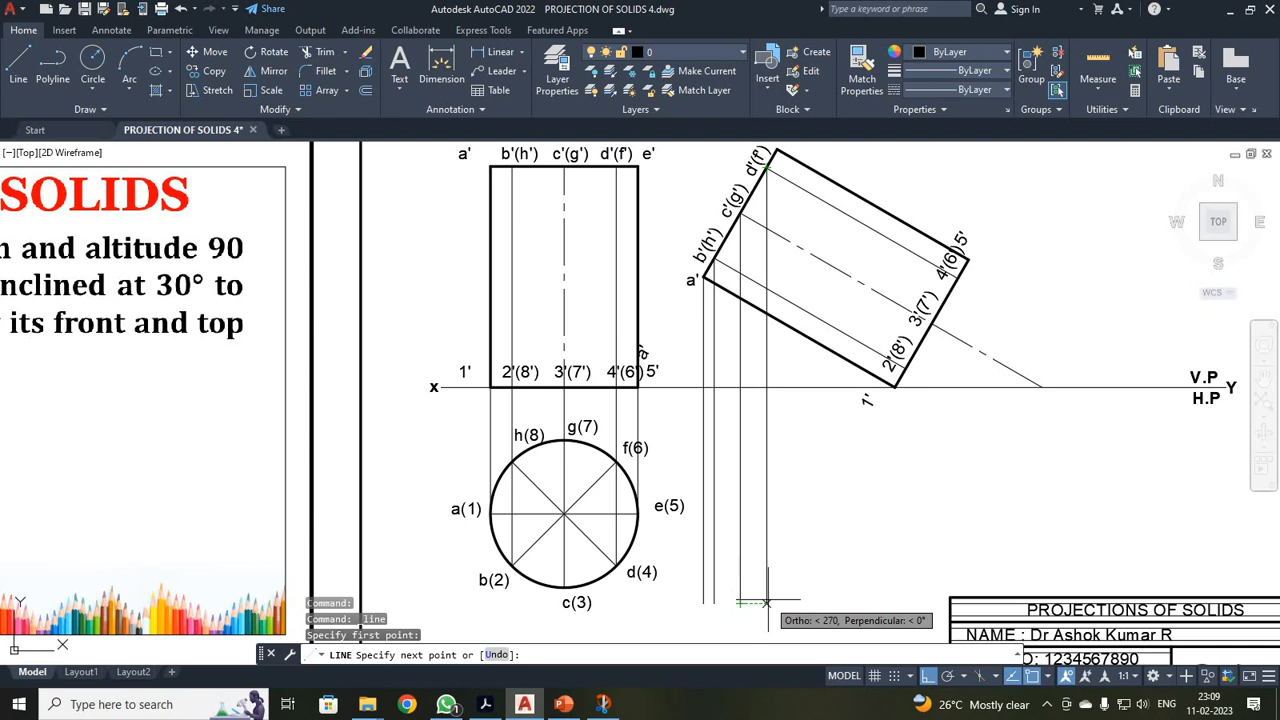 Autodesk AutoCAD 2022 PROJECTION OF SOLIDS 4.dwg
Share
Type a keyword or phrase
Sign In
Home Insert Annotate Parametric View Manage Output Add-ins Collaborate Express Tools Featured Apps
Line Polyline Circle Arc
Move Rotate Trim
Copy Mirror Fillet
Stretch Scale Array
Text Dimension
Linear
Leader
Table
Layer Properties
0
Make Current
Match Layer
Insert
Create
Edit
Match Properties
ByLayer
ByLayer
ByLayer
Group
Measure
Paste
Base
Draw Modify Annotation Layers Block Properties Groups Utilities Clipboard View
Start PROJECTION OF SOLIDS 4*
[−][Top][2D Wireframe]
SOLIDS
n and altitude 90
nclined at 30° to
y its front and top
a' b'(h') c'(g') d'(f') e'
1' 2'(8') 3'(7') 4'(6') 5'
a'
x
g(7)
h(8)
f(6)
a(1)
e(5)
b(2)
d(4)
c(3)
d'(f')
c'(g')
b'(h')
a'
5'
4'(6')
3'(7')
2'(8')
1'
V.P
Y
H.P
N
W TOP E
S
WCS
Y
X
Command:
Command: line
Specify first point:
Ortho: < 270, Perpendicular: < 0°
PROJECTIONS OF SOLIDS
NAME : Dr Ashok Kumar R
: 1234567890
LINE Specify next point or [Undo]:
Model Layout1 Layout2
MODEL
1:1
Type here to search
1
26°C Mostly clear
23:09
11-02-2023